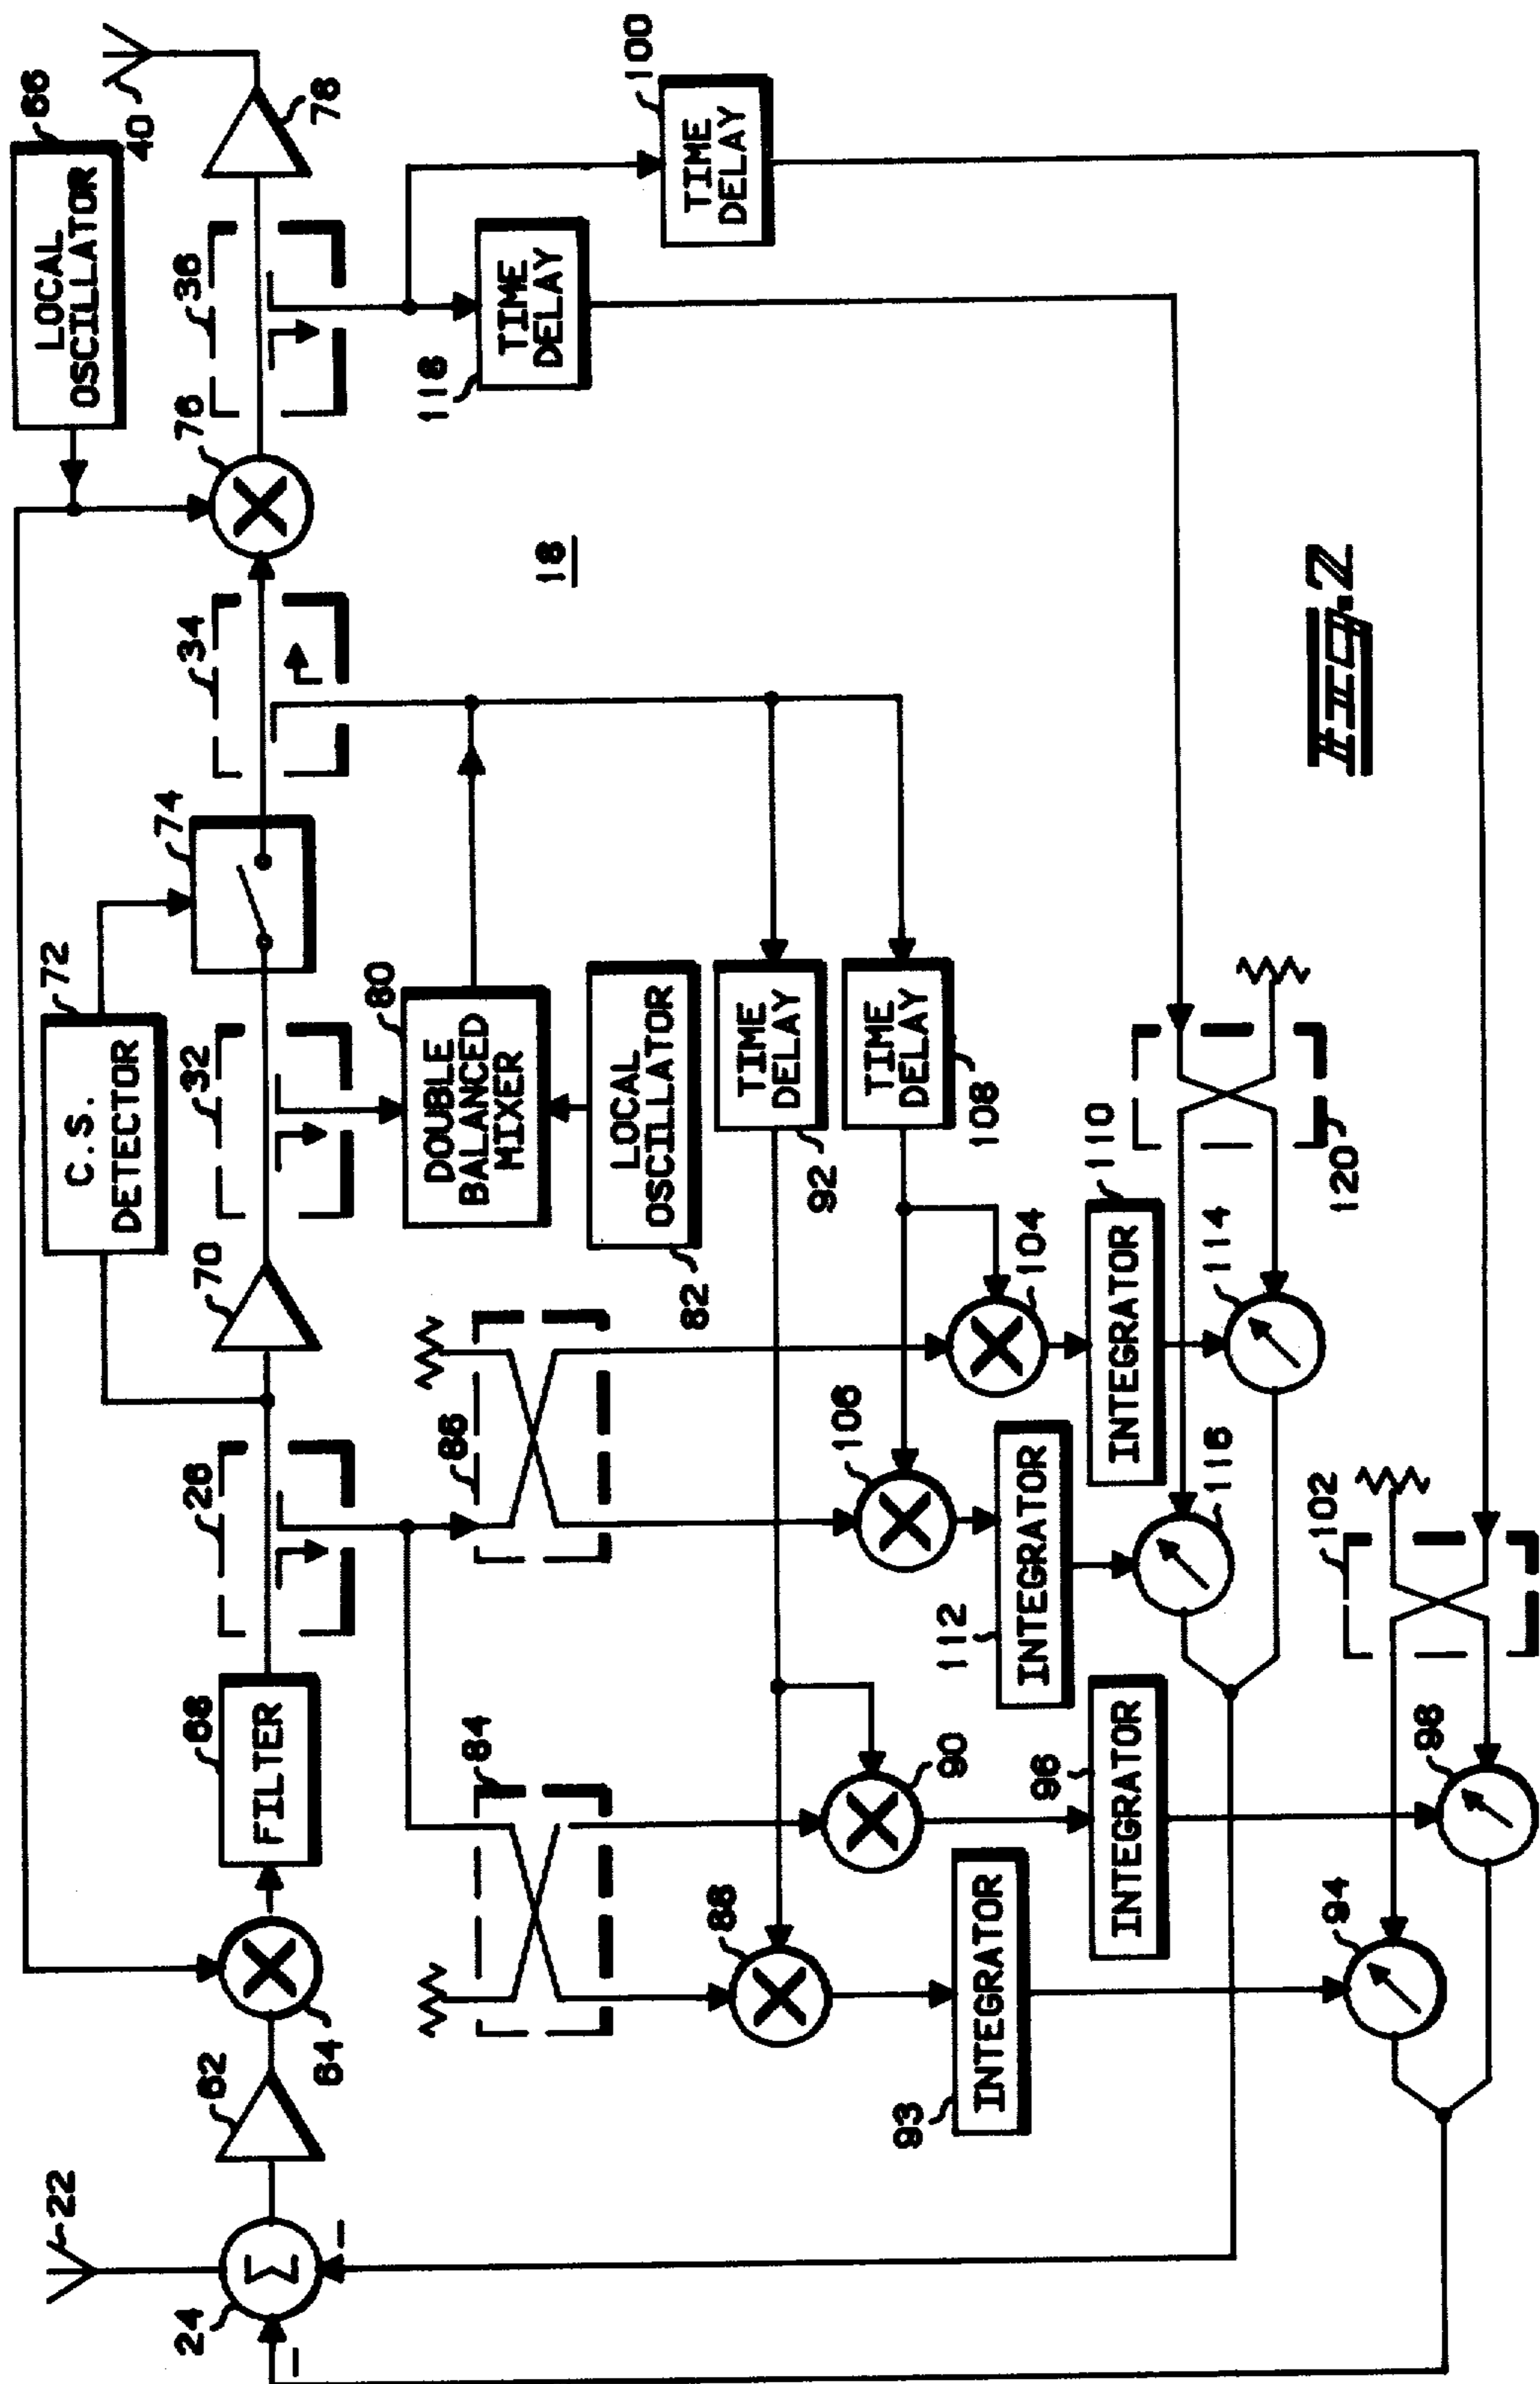 22
24
62
64
FILTER
68
26
70
C.S.
DETECTOR
72
32
74
34
76
LOCAL
OSCILLATOR
66
36
78
40
84
86
DOUBLE
BALANCED
MIXER
80
LOCAL
OSCILLATOR
82
18
118
TIME
DELAY
TIME
DELAY
100
88
90
TIME
DELAY
92
TIME
DELAY
108
106
104
93
INTEGRATOR
96
INTEGRATOR
112
INTEGRATOR
110
INTEGRATOR
94
98
116
114
102
120
FIG. 2
Σ
−
−